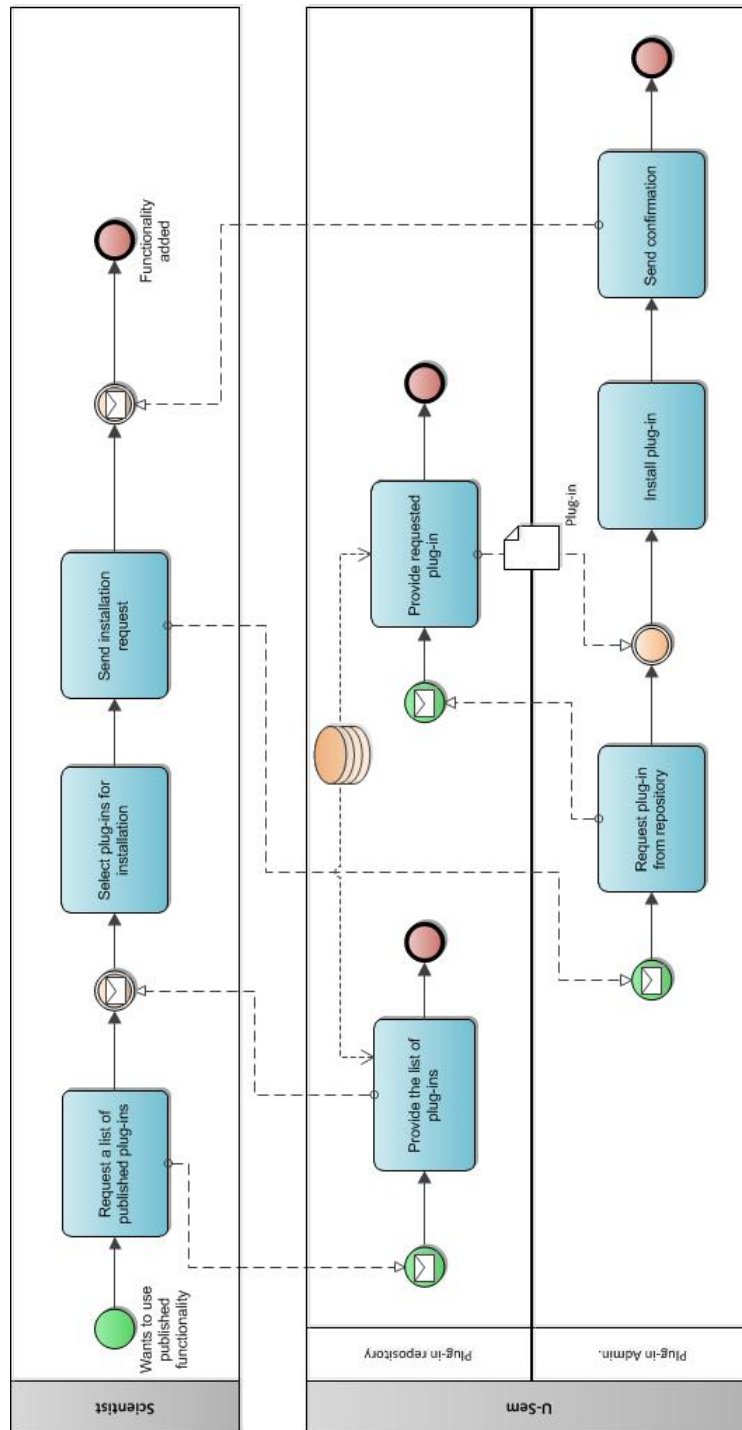 Scientist
Wants to use
published
functionality
Request a list of
published plug-ins
Select plug-ins for
installation
Send installation
request
Functionality
added
U-Sem
Plug-in repository
Provide the list of
plug-ins
Provide requested
plug-in
Plug-in
Plug-in Admin.
Request plug-in
from repository
Install plug-in
Send confirmation